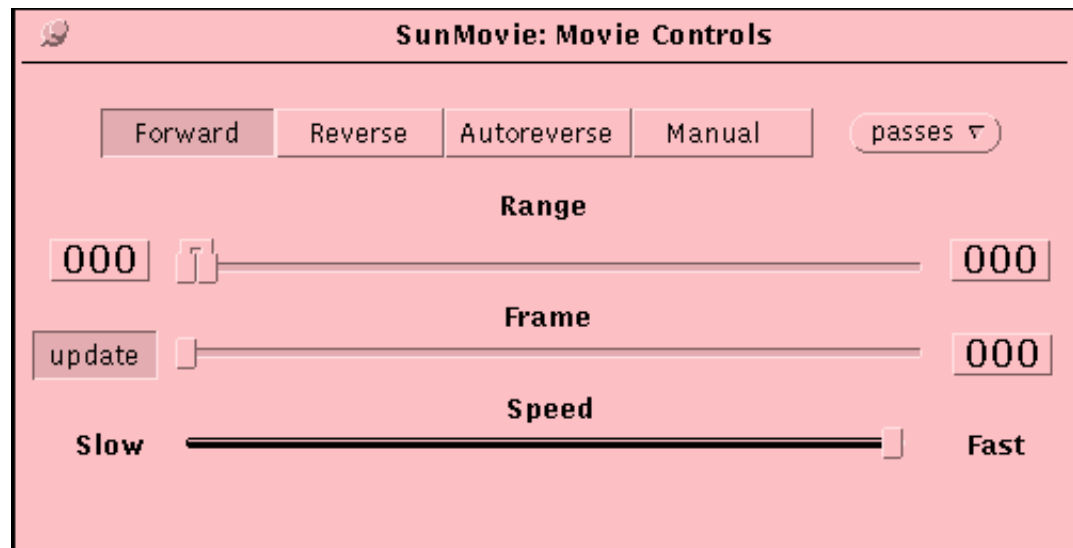 SunMovie: Movie Controls
Forward Reverse Autoreverse Manual passes
Range
000 000
Frame
update 000
Speed
Slow Fast